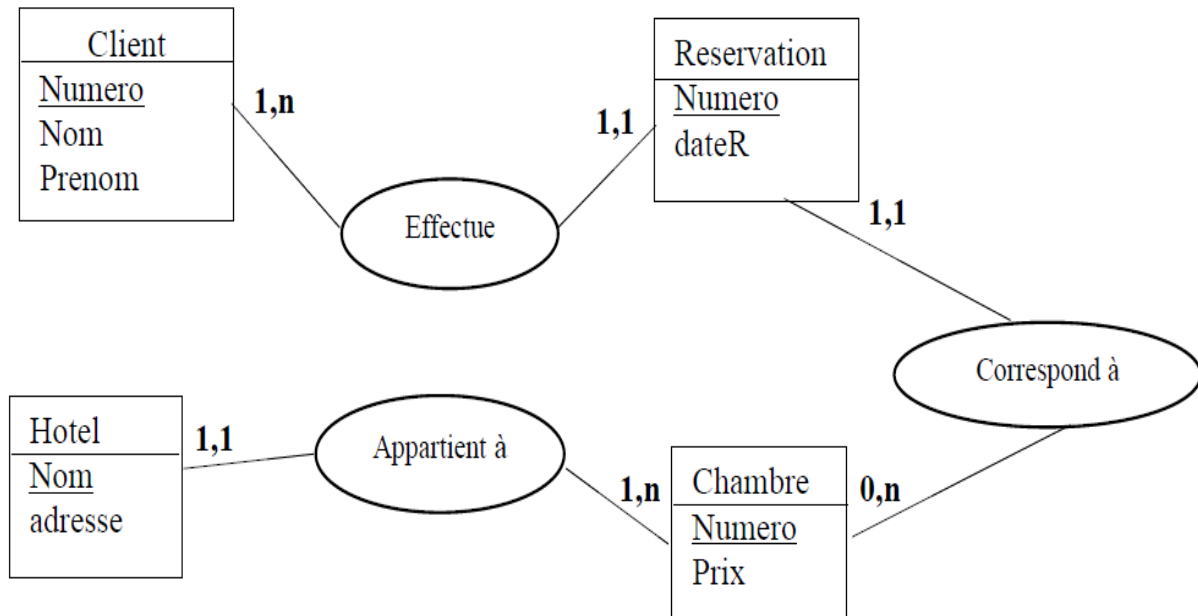 Client
Numero
Nom
Prenom
1,n
Effectue
1,1
Reservation
Numero
dateR
1,1
Correspond à
Hotel
Nom
adresse
1,1
Appartient à
1,n
Chambre
Numero
Prix
0,n